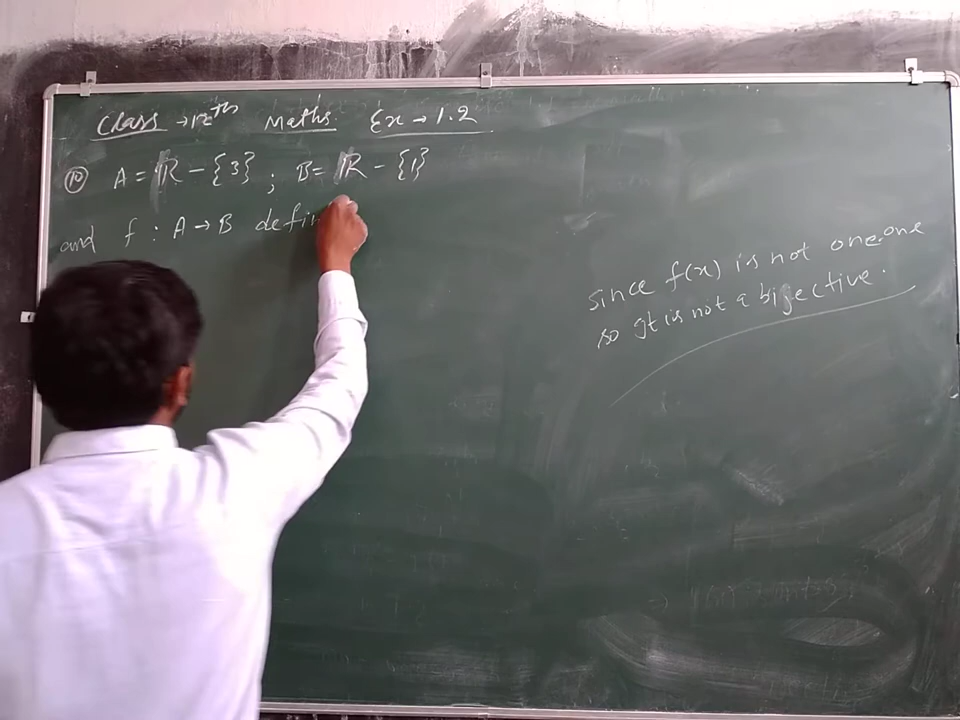 Class → 12th Maths Ex → 1.2
⑩ A = ℝ - {3} ; B = ℝ - {1}
and f : A → B defin
since f(x) is not one-one
so It is not a bijective.